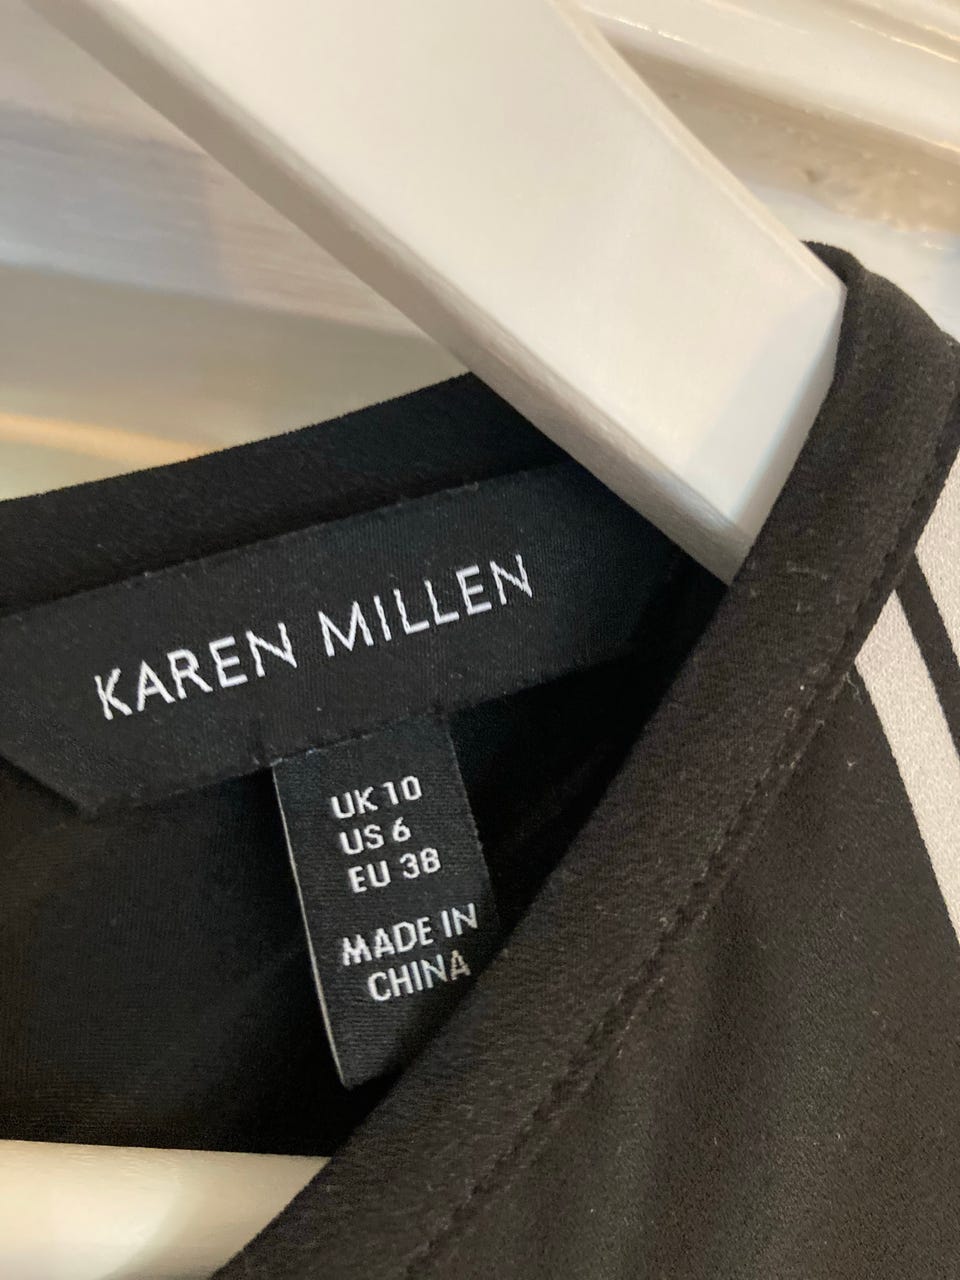 KAREN MILLEN
UK 10
US 6
EU 38
MADE IN
CHINA